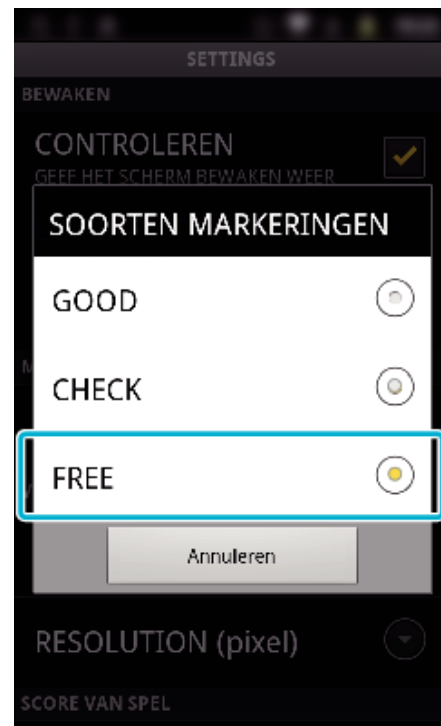 SETTINGS
BEWAKEN
CONTROLEREN
GEEF HET SCHERM BEWAKEN WEER
SOORTEN MARKERINGEN
GOOD
CHECK
FREE
Annuleren
RESOLUTION (pixel)
SCORE VAN SPEL